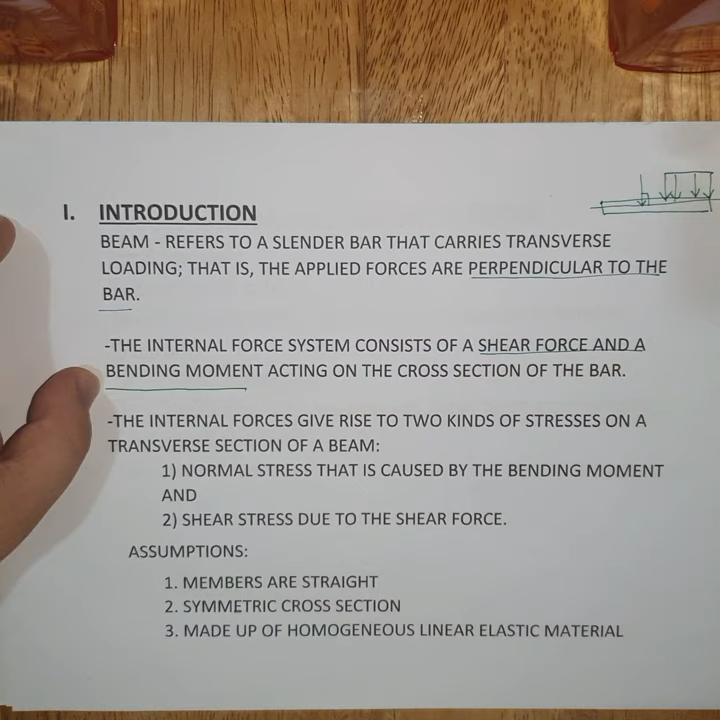 I. INTRODUCTION
BEAM - REFERS TO A SLENDER BAR THAT CARRIES TRANSVERSE
LOADING; THAT IS, THE APPLIED FORCES ARE PERPENDICULAR TO THE
BAR.
-THE INTERNAL FORCE SYSTEM CONSISTS OF A SHEAR FORCE AND A
BENDING MOMENT ACTING ON THE CROSS SECTION OF THE BAR.
-THE INTERNAL FORCES GIVE RISE TO TWO KINDS OF STRESSES ON A
TRANSVERSE SECTION OF A BEAM:
1) NORMAL STRESS THAT IS CAUSED BY THE BENDING MOMENT
AND
2) SHEAR STRESS DUE TO THE SHEAR FORCE.
ASSUMPTIONS:
1. MEMBERS ARE STRAIGHT
2. SYMMETRIC CROSS SECTION
3. MADE UP OF HOMOGENEOUS LINEAR ELASTIC MATERIAL